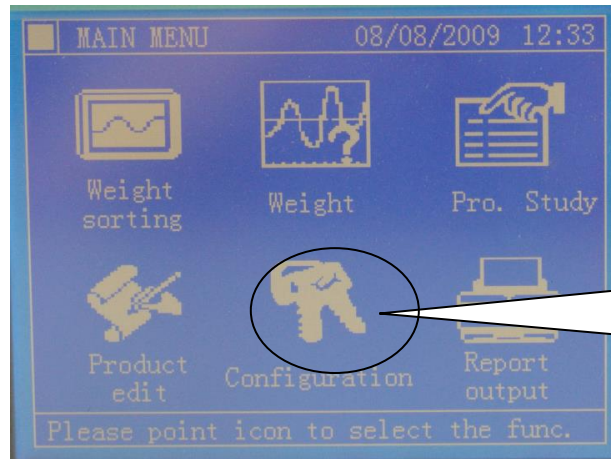 MAIN MENU 08/08/2009 12:33
Weight sorting
Weight
Pro. Study
Product edit
Configuration
Report output
Please point icon to select the func.